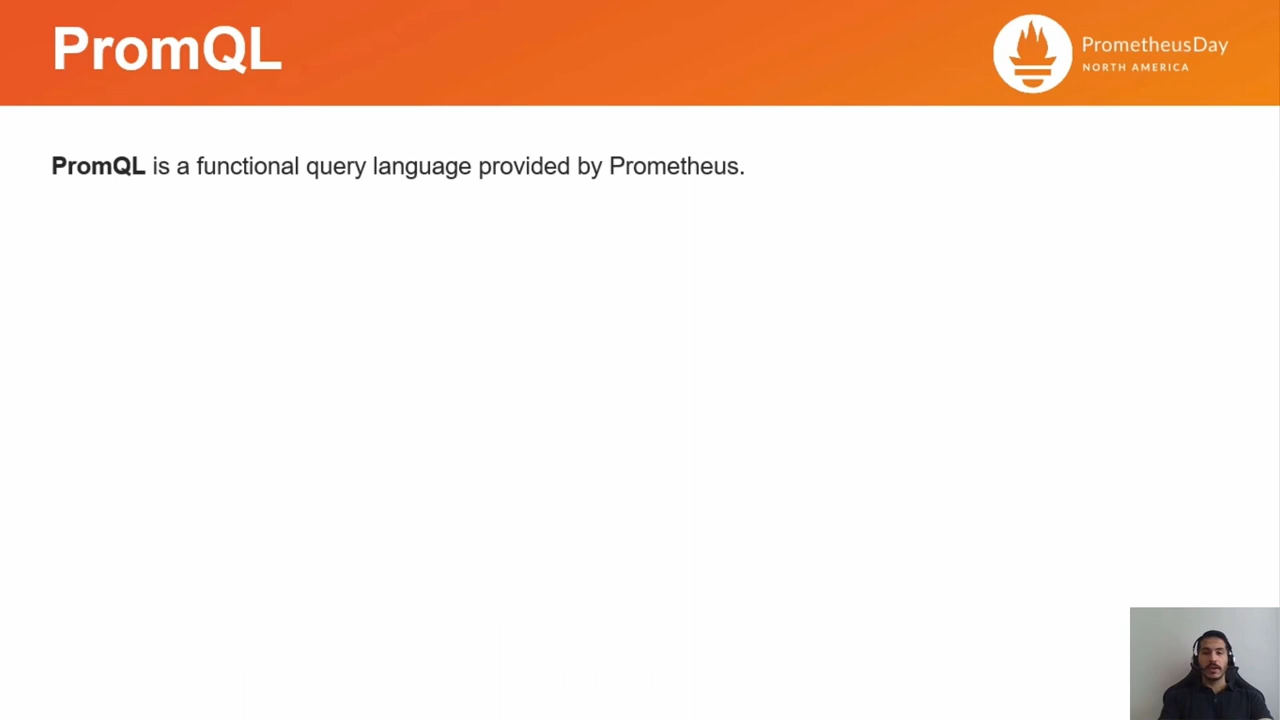 PromQL
PrometheusDay
NORTH AMERICA
PromQL is a functional query language provided by Prometheus.